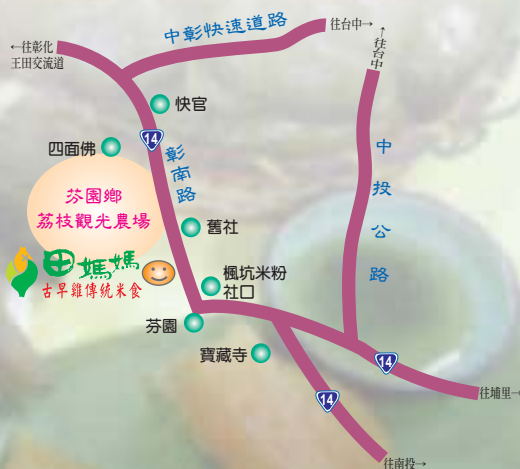 中彰快速道路
往台中→
←往彰化
王田交流道
←往台中
快官
14
四面佛
彰南路
中投公路
芬園鄉
荔枝觀光農場
舊社
田媽媽
古早雞傳統米食
楓坑米粉
社口
芬園
寶藏寺
14
往埔里→
14
往南投→